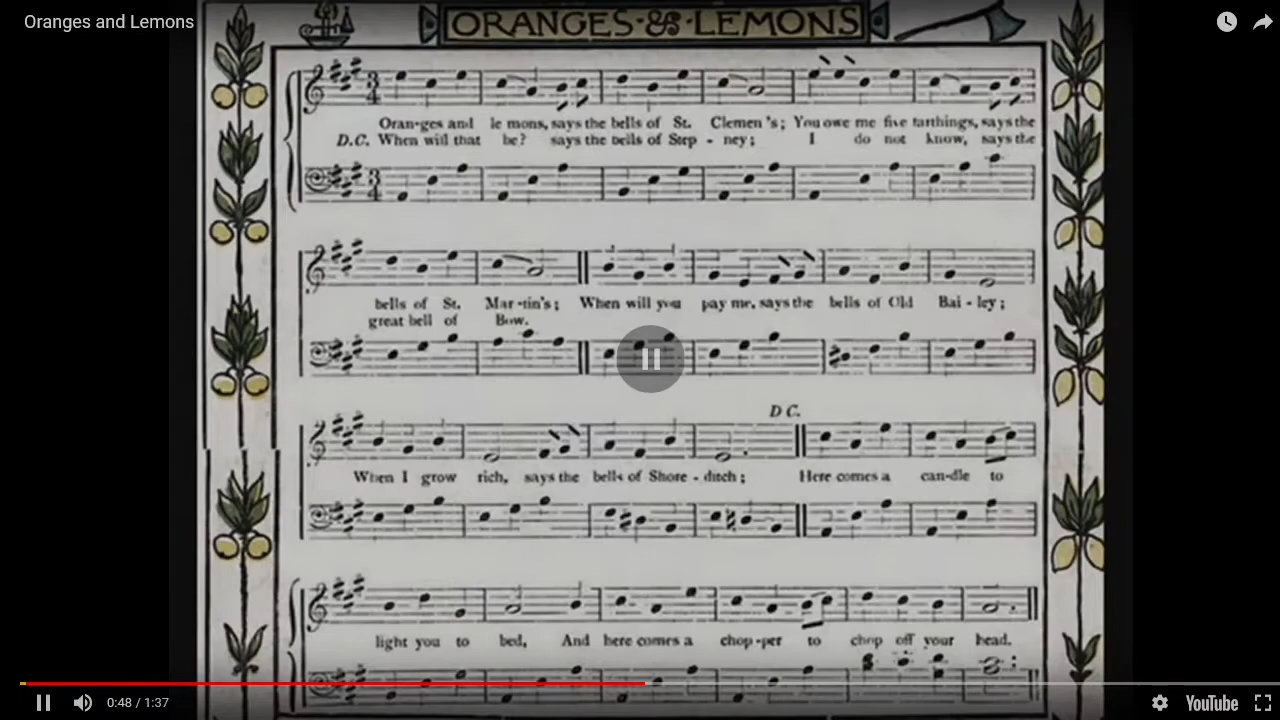 Oranges and Lemons
ORANGES·&·LEMONS
Oran-ges and le mons, says the bells of St. Clemen 's; You owe me five farthings, says the
D.C. When will that be? says the bells of Step - ney; I do not know, says the
bells of St. Mar-tin's; When will you pay me, says the bells of Old Bai - ley;
great bell of Bow.
D C.
When I grow rich, says the bells of Shore - ditch; Here comes a can-dle to
light you to bed, And here comes a chop-per to chop off your head.
0:48 / 1:37
YouTube